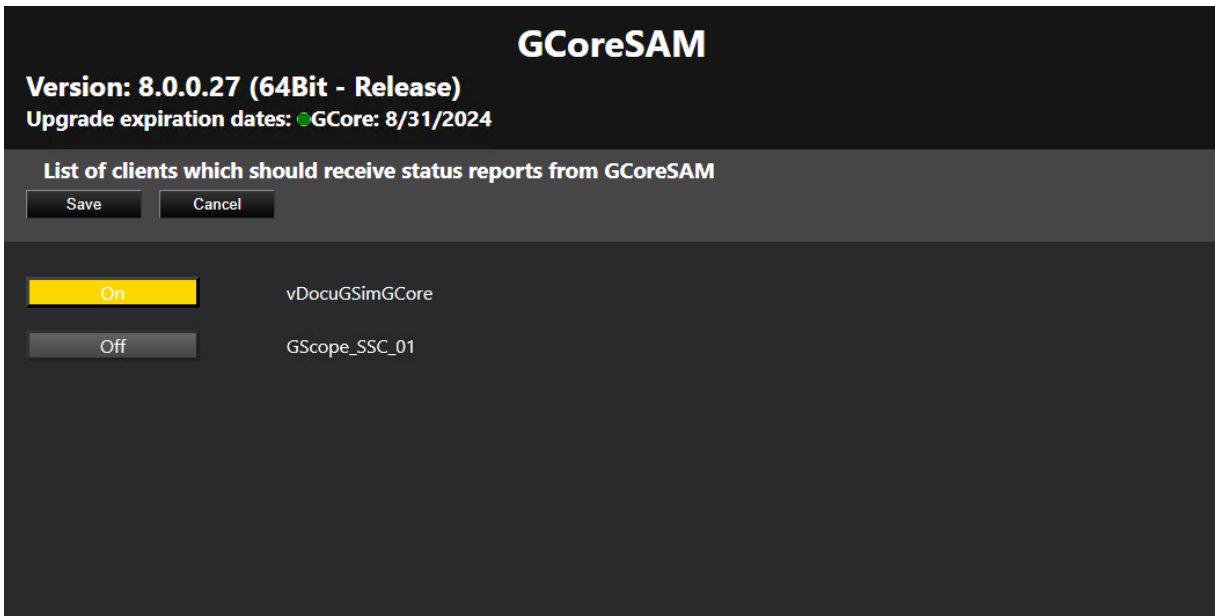 GCoreSAM
Version: 8.0.0.27 (64Bit - Release)
Upgrade expiration dates: GCore: 8/31/2024
List of clients which should receive status reports from GCoreSAM
Save Cancel
On vDocuGSimGCore
Off GScope_SSC_01